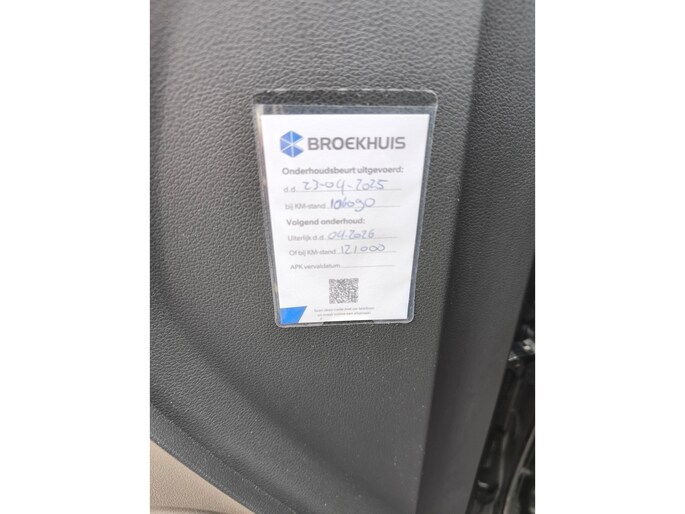 BROEKHUIS
Onderhoudsbeurt uitgevoerd:
d.d. 23-04-2025
bij KM-stand:
Volgend onderhoud:
Uiterlijk d.d. 04-2026
Of bij KM-stand: 121.000
APK vervaldatum: